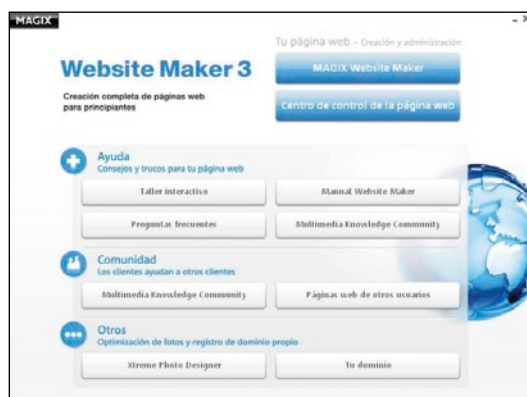 MAGIX
Tu página web – Creación y administración
Website Maker 3
MAGIX Website Maker
Creación completa de páginas web
para principiantes
Centro de control de la página web
Ayuda
Consejos y trucos para tu página web
Taller interactivo
Manual Website Maker
Preguntas frecuentes
Multimedia Knowledge Community
Comunidad
Los clientes ayudan a otros clientes
Multimedia Knowledge Community
Páginas web de otros usuarios
Otros
Optimización de fotos y registro de dominio propio
Xtreme Photo Designer
Tu dominio